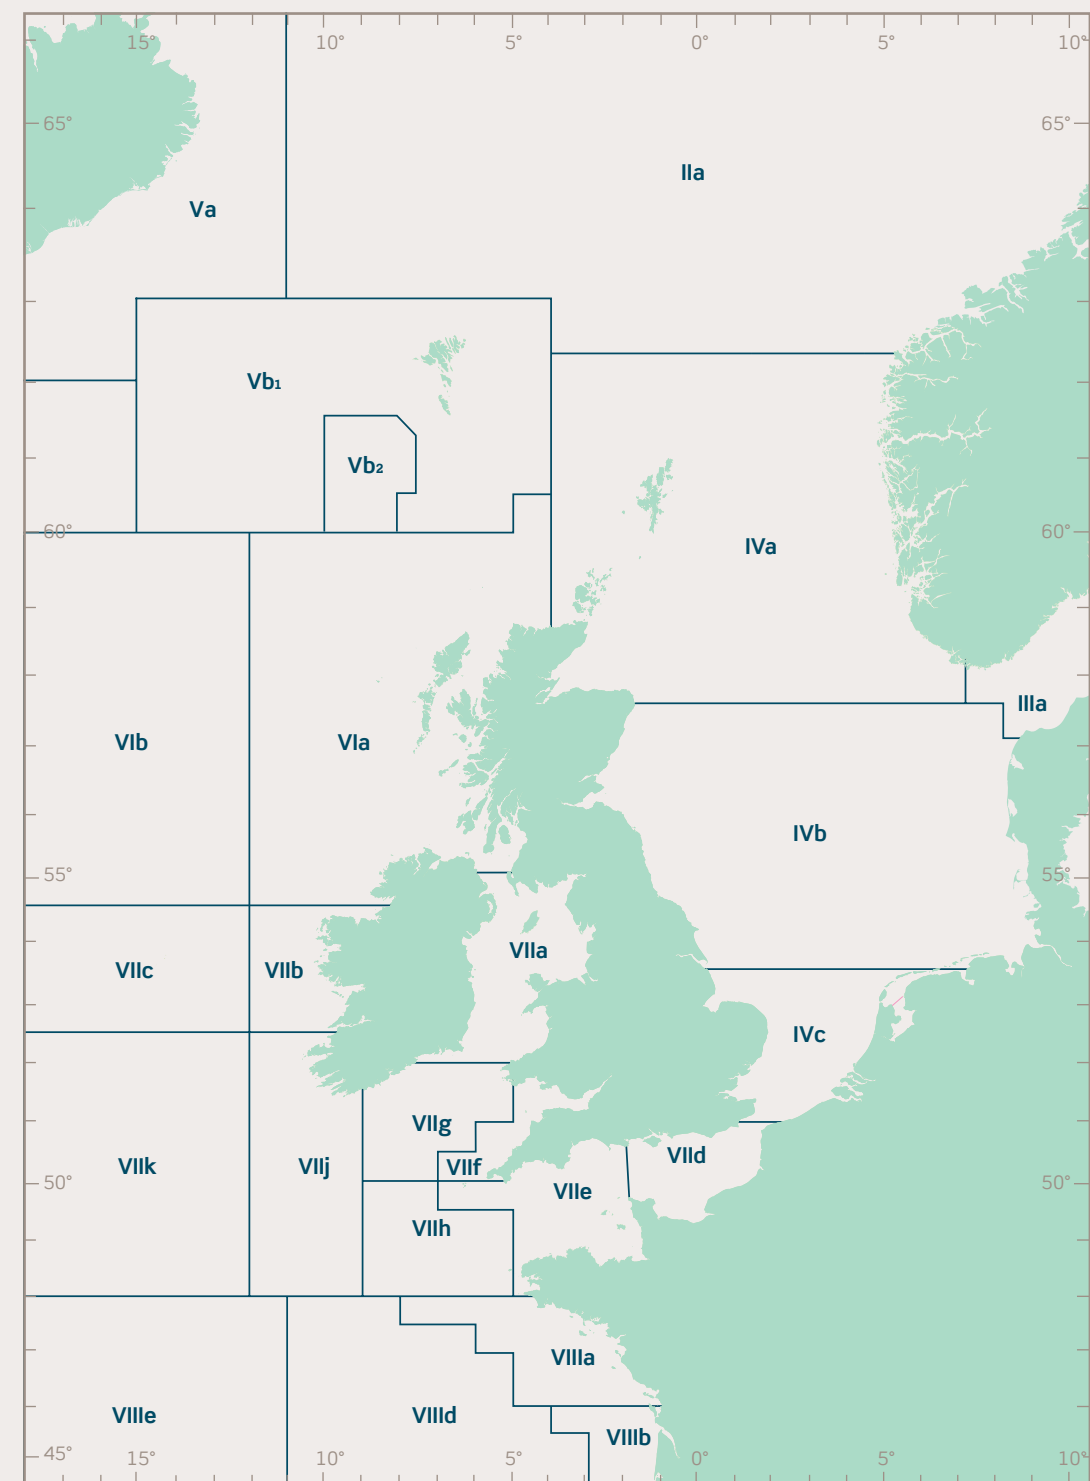 15° 10° 5° 0° 5° 10°
65° 65°
IIa
Va
Vb1
Vb2
60° 60°
IVa
IIIa
VIb VIa
IVb
55° 55°
VIIa
VIIc VIIb
IVc
VIIg
VIId
VIIk VIIj VIIf
50° 50°
VIIe
VIIh
VIIIa
VIIIe VIIId
VIIIb
45° 15° 10° 5° 0° 5° 10°